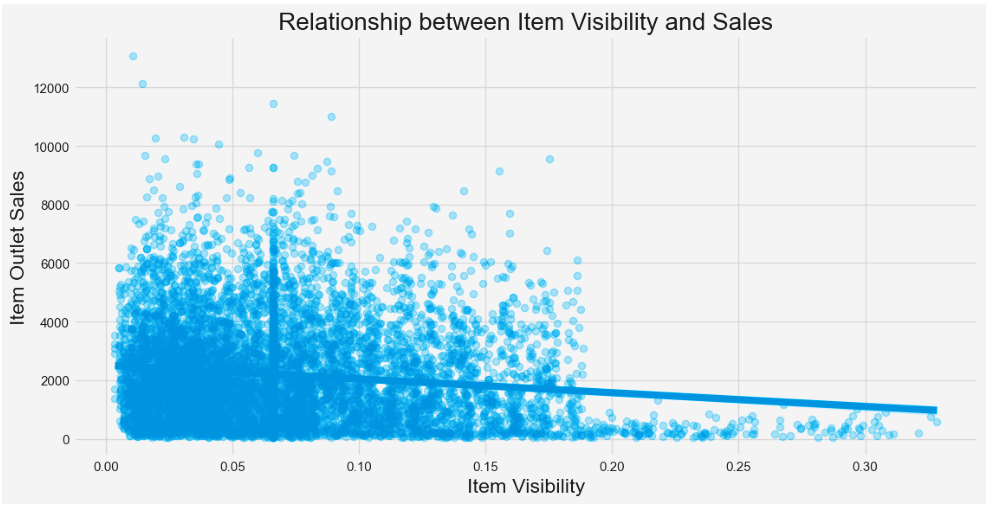 Relationship between Item Visibility and Sales
Item Outlet Sales
12000
10000
8000
6000
4000
2000
0
0.00 0.05 0.10 0.15 0.20 0.25 0.30
Item Visibility